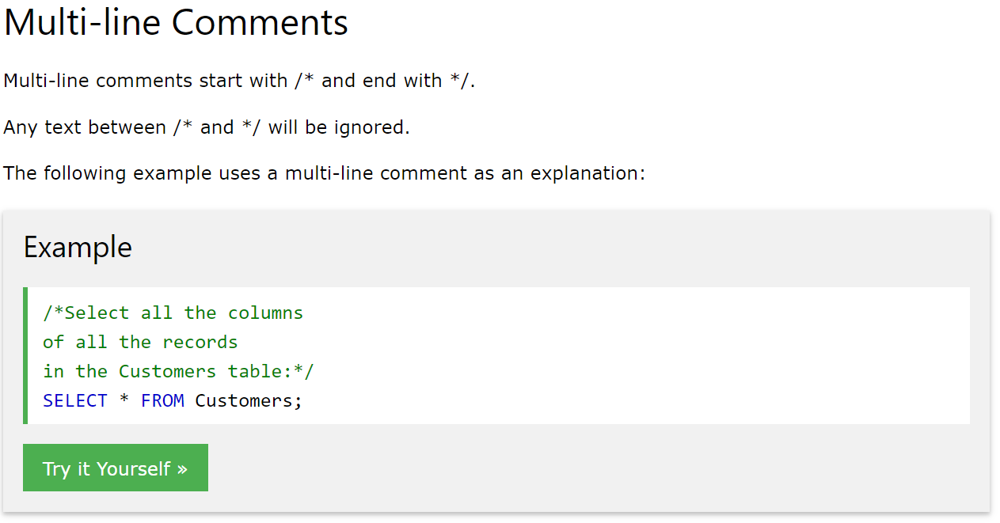 Multi-line Comments
Multi-line comments start with /* and end with */.
Any text between /* and */ will be ignored.
The following example uses a multi-line comment as an explanation:
Example
/*Select all the columns
of all the records
in the Customers table:*/
SELECT * FROM Customers;
Try it Yourself »